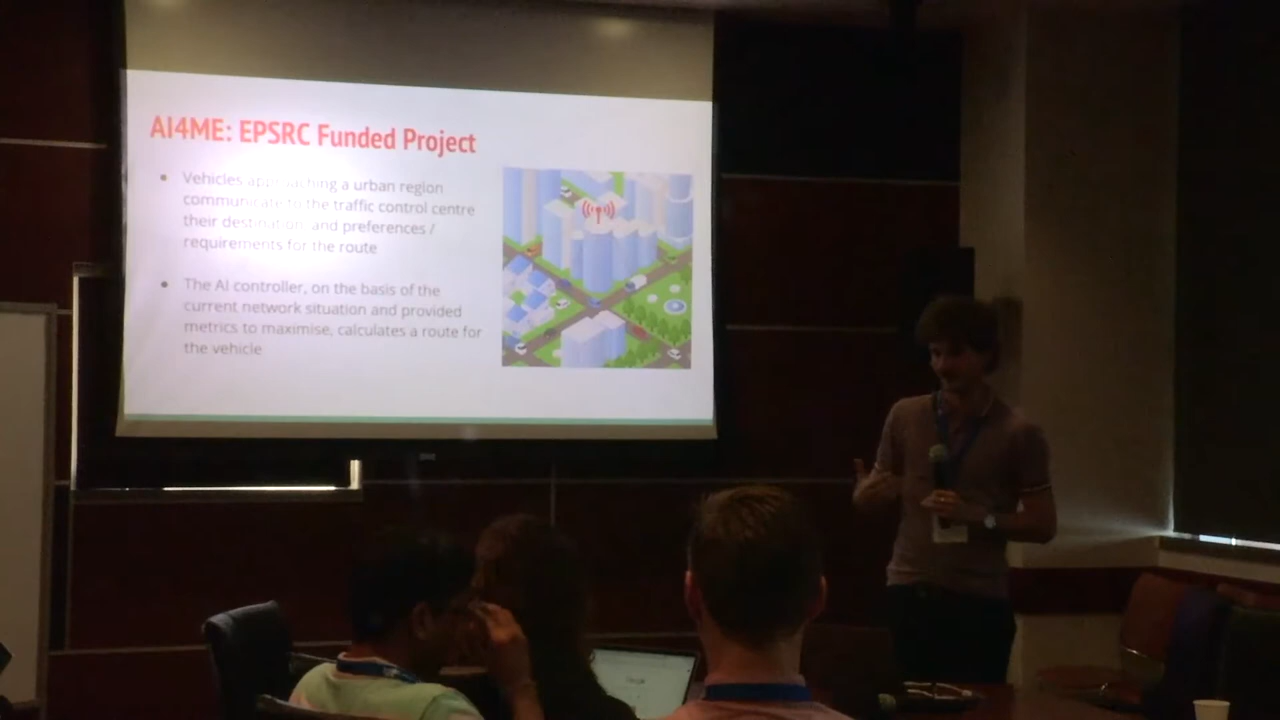 AI4ME: EPSRC Funded Project
Vehicles approaching a urban region
communicate to the traffic control centre
their destination and preferences /
requirements for the route
The AI controller, on the basis of the
current network situation and provided
metrics to maximise, calculates a route for
the vehicle